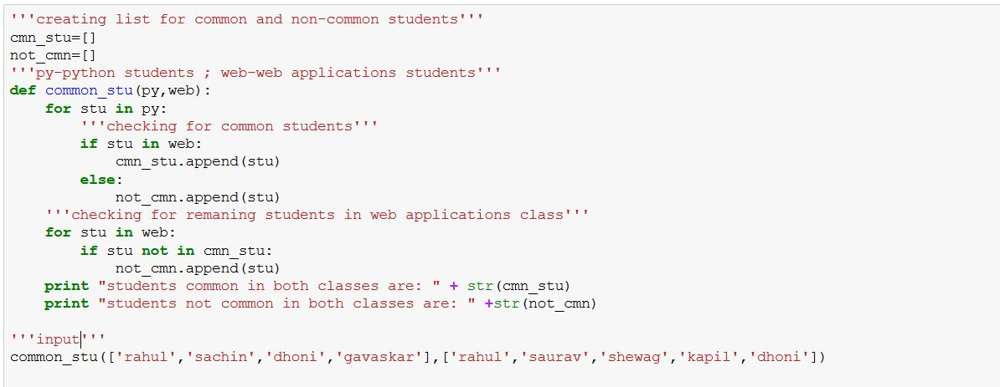 '''creating list for common and non-common students'''
cmn_stu=[]
not_cmn=[]
'''py-python students ; web-web applications students'''
def common_stu(py,web):
    for stu in py:
        '''checking for common students'''
        if stu in web:
            cmn_stu.append(stu)
        else:
            not_cmn.append(stu)
    '''checking for remaning students in web applications class'''
    for stu in web:
        if stu not in cmn_stu:
            not_cmn.append(stu)
    print "students common in both classes are: " + str(cmn_stu)
    print "students not common in both classes are: " +str(not_cmn)

'''input'''
common_stu(['rahul','sachin','dhoni','gavaskar'],['rahul','saurav','shewag','kapil','dhoni'])